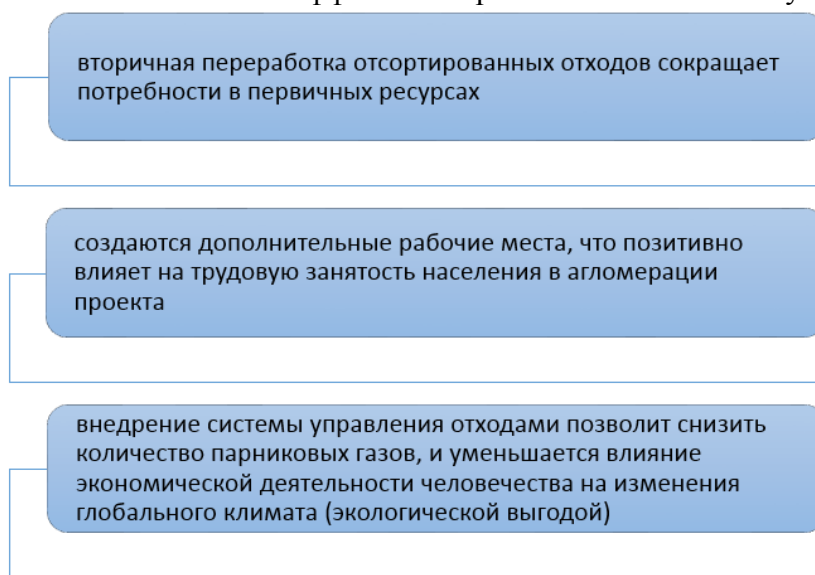 вторичная переработка отсортированных отходов сокращает
потребности в первичных ресурсах
создаются дополнительные рабочие места, что позитивно
влияет на трудовую занятость населения в агломерации
проекта
внедрение системы управления отходами позволит снизить
количество парниковых газов, и уменьшается влияние
экономической деятельности человечества на изменения
глобального климата (экологической выгодой)